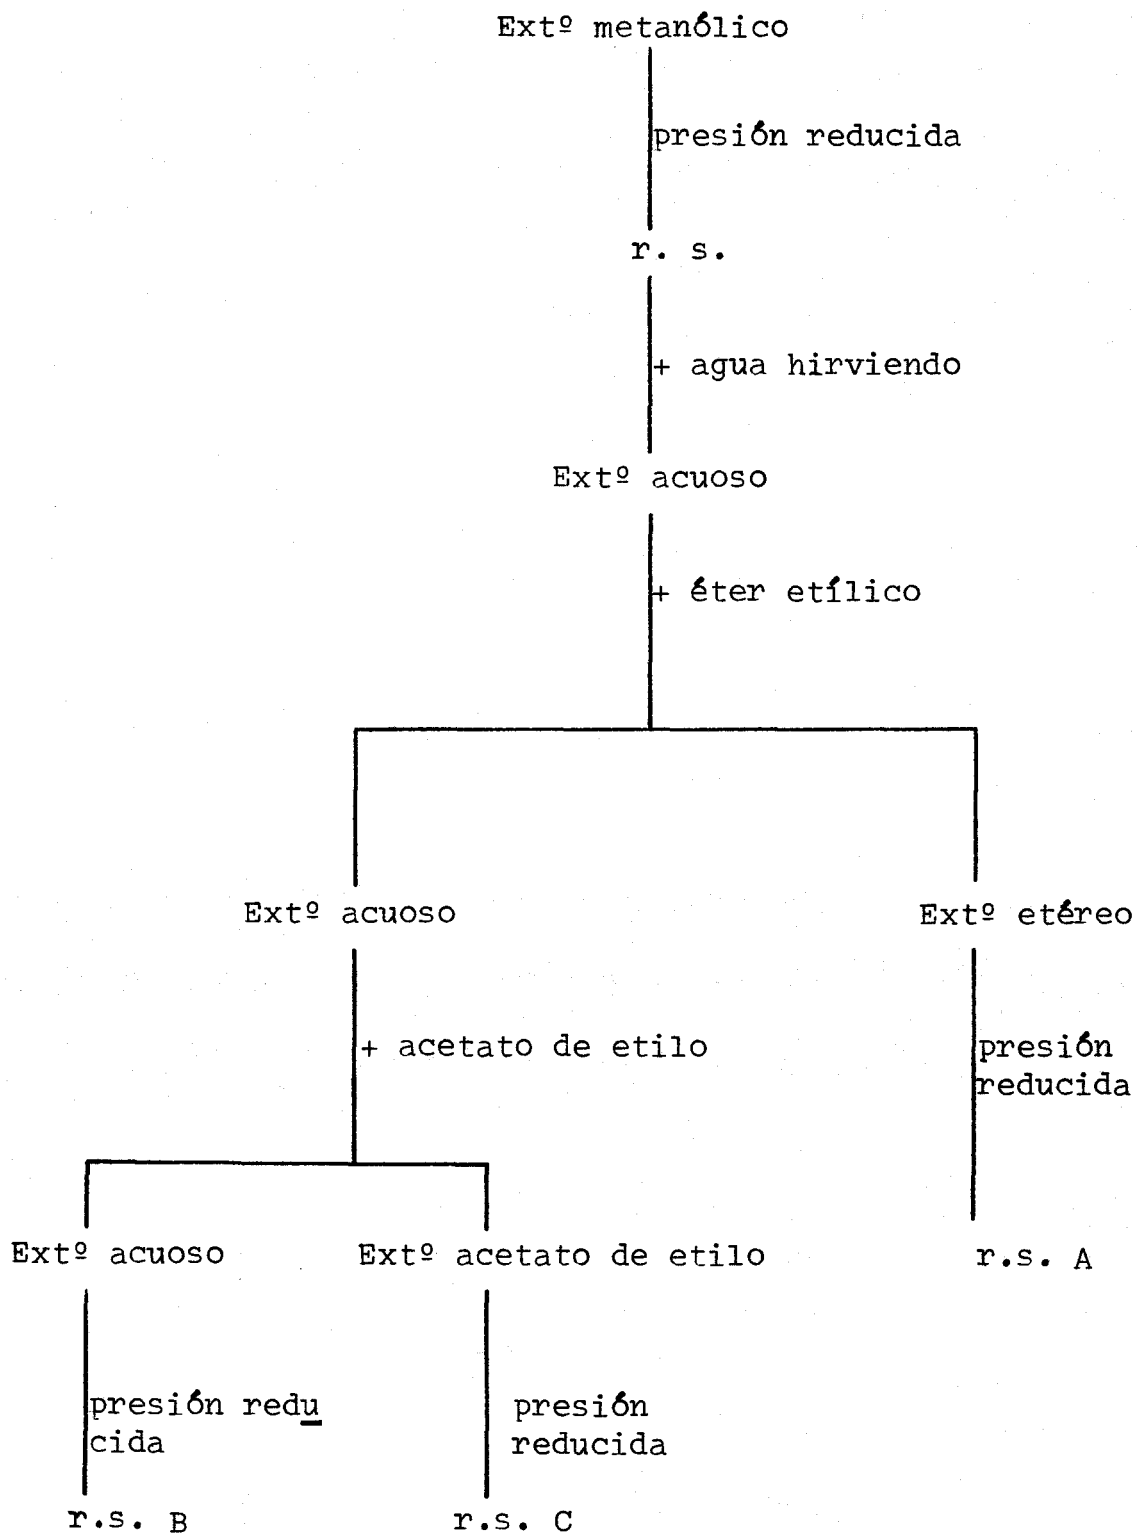 Extº metanólico
presión reducida
r. s.
+ agua hirviendo
Extº acuoso
+ éter etílico
Extº acuoso
Extº etéreo
+ acetato de etilo
presión
reducida
Extº acuoso
Extº acetato de etilo
r.s. A
presión redu
cida
presión
reducida
r.s. B
r.s. C